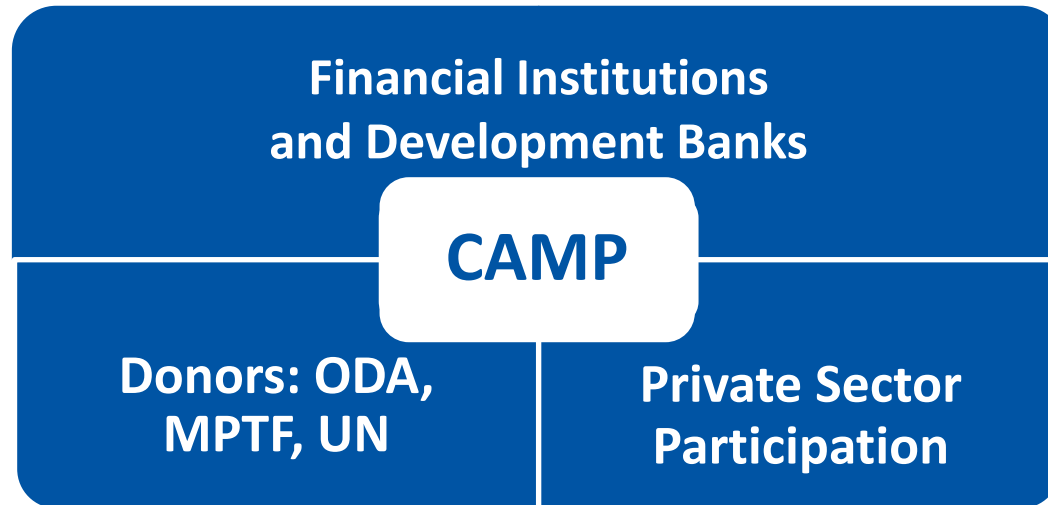 Financial Institutions
and Development Banks
CAMP
Donors: ODA,
MPTF, UN
Private Sector
Participation